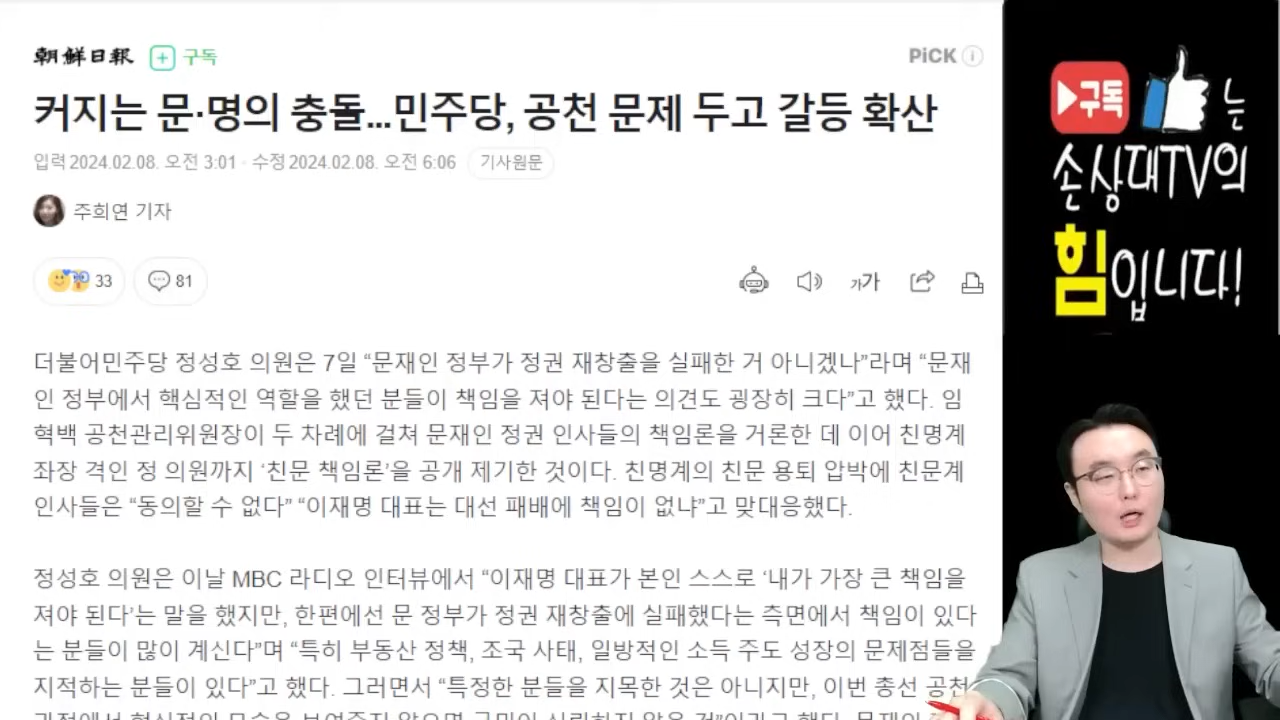 朝鮮日報
구독
PiCK
커지는 문·명의 충돌...민주당, 공천 문제 두고 갈등 확산
입력 2024.02.08. 오전 3:01 · 수정 2024.02.08. 오전 6:06
기사원문
주희연 기자
33
81
가가
더불어민주당 정성호 의원은 7일 “문재인 정부가 정권 재창출을 실패한 거 아니겠나”라며 “문재
인 정부에서 핵심적인 역할을 했던 분들이 책임을 져야 된다는 의견도 굉장히 크다”고 했다. 임
혁백 공천관리위원장이 두 차례에 걸쳐 문재인 정권 인사들의 책임론을 거론한 데 이어 친명계
좌장 격인 정 의원까지 ‘친문 책임론’을 공개 제기한 것이다. 친명계의 친문 용퇴 압박에 친문계
인사들은 “동의할 수 없다” “이재명 대표는 대선 패배에 책임이 없냐”고 맞대응했다.
정성호 의원은 이날 MBC 라디오 인터뷰에서 “이재명 대표가 본인 스스로 ‘내가 가장 큰 책임을
져야 된다’는 말을 했지만, 한편에선 문 정부가 정권 재창출에 실패했다는 측면에서 책임이 있다
는 분들이 많이 계신다”며 “특히 부동산 정책, 조국 사태, 일방적인 소득 주도 성장의 문제점들을
지적하는 분들이 있다”고 했다. 그러면서 “특정한 분들을 지목한 것은 아니지만, 이번 총선 공천
구독
는
손상대TV의
힘입니다!